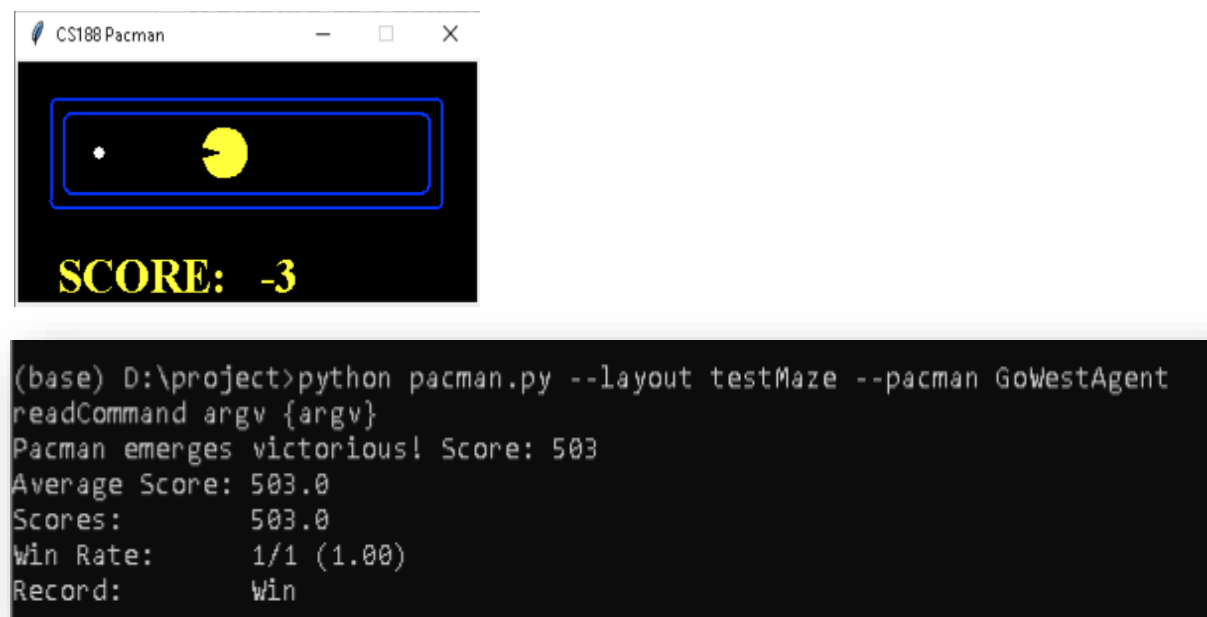 CS188 Pacman
SCORE: -3
(base) D:\project>python pacman.py --layout testMaze --pacman GoWestAgent
readCommand argv {argv}
Pacman emerges victorious! Score: 503
Average Score: 503.0
Scores:        503.0
Win Rate:      1/1 (1.00)
Record:        Win